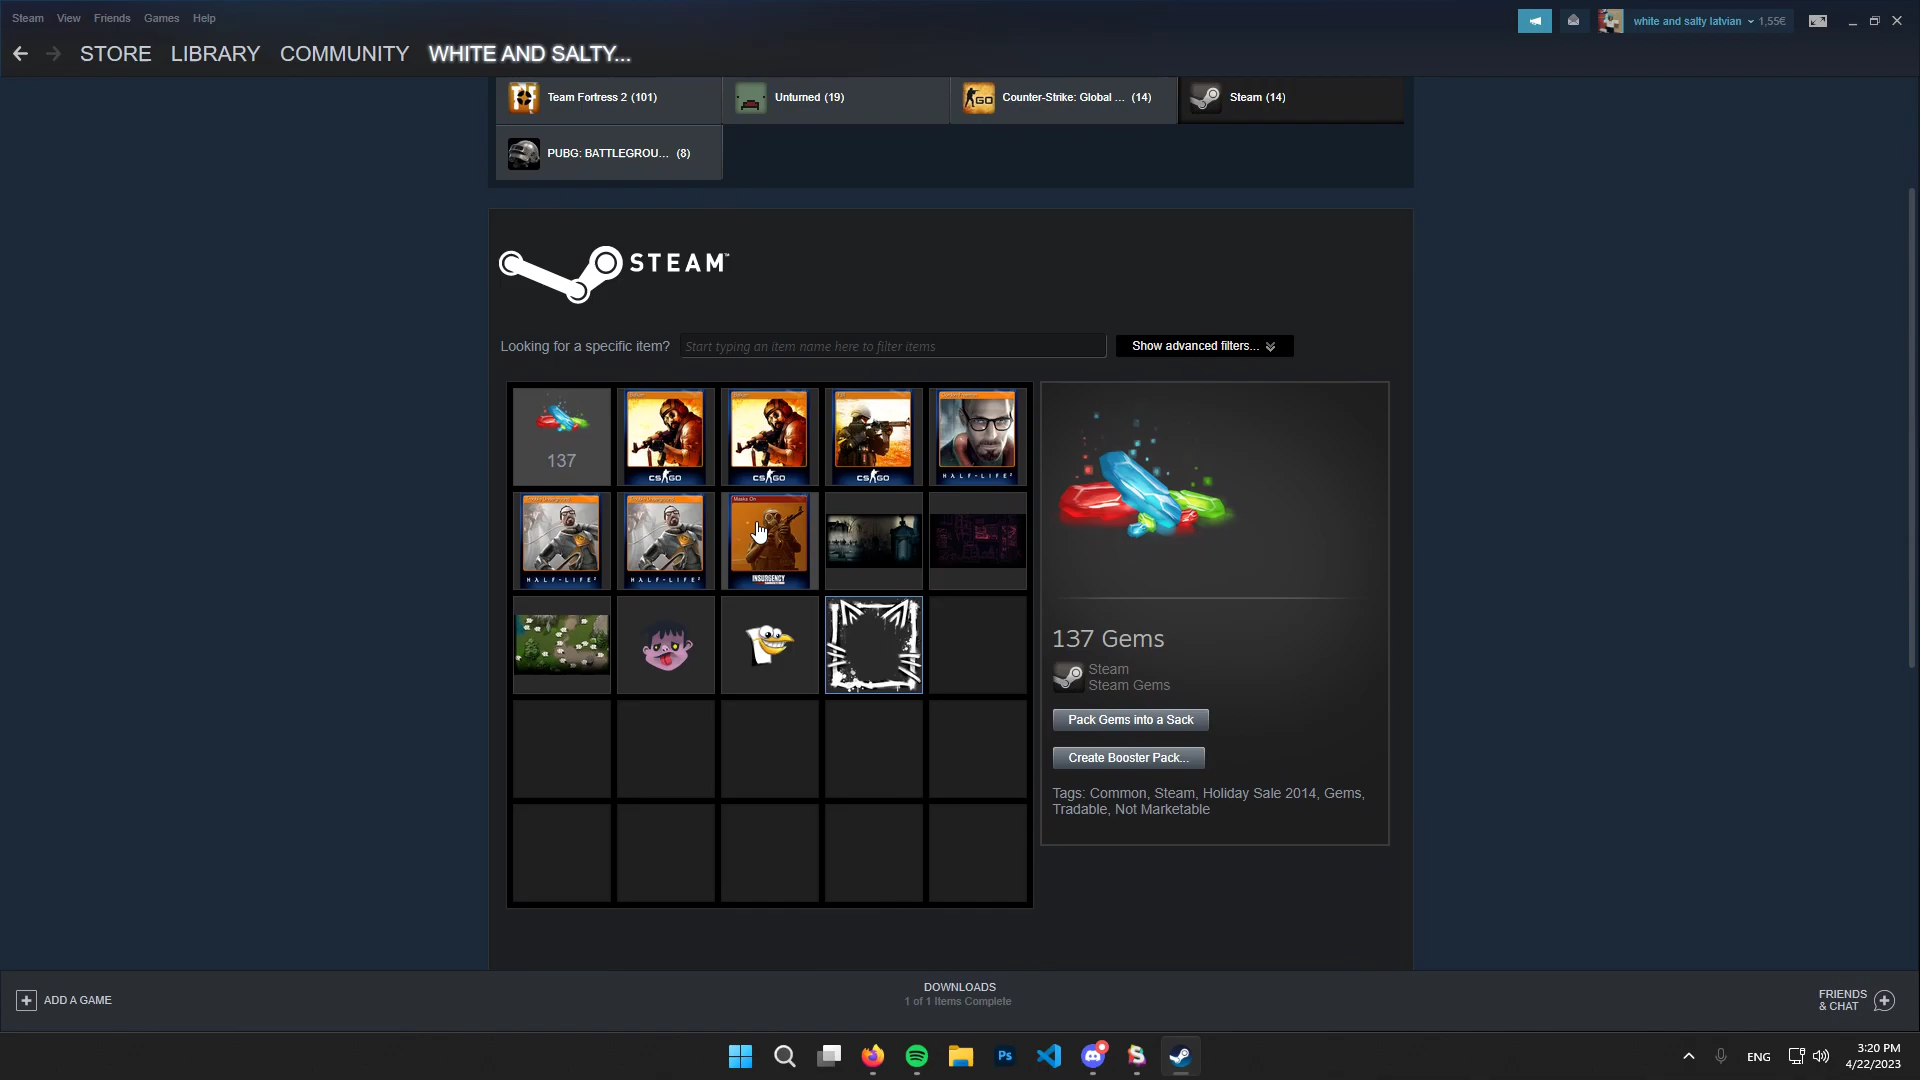 Steam View Friends Games Help
white and salty latvian 1,55€
STORE LIBRARY COMMUNITY WHITE AND SALTY...
Team Fortress 2 (101)
Unturned (19)
Counter-Strike: Global ... (14)
Steam (14)
PUBG: BATTLEGROU... (8)
STEAM™
Looking for a specific item?
Start typing an item name here to filter items
Show advanced filters...
137
CS GO
CS GO
CS GO
HALF-LIFE²
HALF-LIFE²
HALF-LIFE²
Masks On
INSURGENCY
137 Gems
Steam
Steam Gems
Pack Gems into a Sack
Create Booster Pack...
Tags: Common, Steam, Holiday Sale 2014, Gems,
Tradable, Not Marketable
ADD A GAME
DOWNLOADS
1 of 1 Items Complete
FRIENDS
& CHAT
Ps
ENG
3:20 PM
4/22/2023